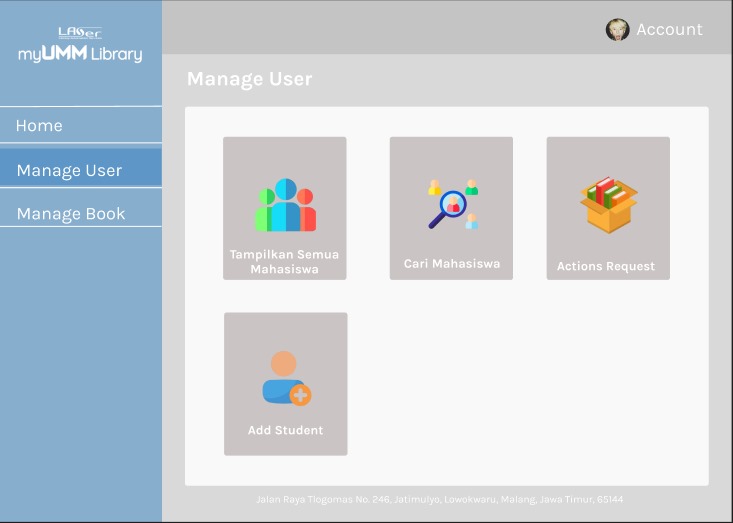 LASer
myUMM Library
Account
Manage User
Home
Manage User
Manage Book
Tampilkan Semua
Mahasiswa
Cari Mahasiswa
Actions Request
Add Student
Jalan Raya Tlogomas No. 246, Jatimulyo, Lowokwaru, Malang, Jawa Timur, 65144